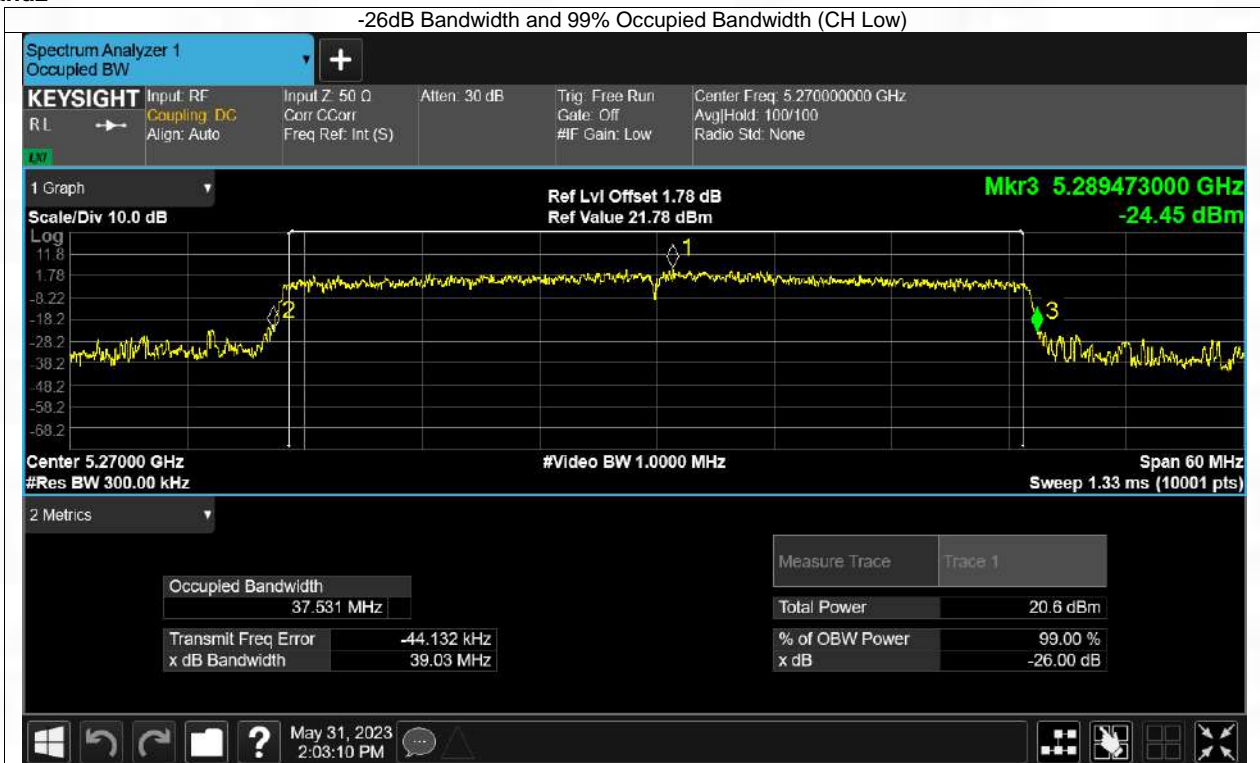 -26dB Bandwidth and 99% Occupied Bandwidth (CH Low)
Spectrum Analyzer 1
Occupied BW
+
KEYSIGHT
RL
LXI
Input: RF
Coupling: DC
Align: Auto
Input Z: 50 Ω
Corr CCorr
Freq Ref: Int (S)
Atten: 30 dB
Trig: Free Run
Gate: Off
#IF Gain: Low
Center Freq: 5.270000000 GHz
Avg|Hold: 100/100
Radio Std: None
1 Graph
Scale/Div 10.0 dB
Ref Lvl Offset 1.78 dB
Ref Value 21.78 dBm
Mkr3 5.289473000 GHz
-24.45 dBm
Log
11.8
1.78
-8.22
-18.2
-28.2
-38.2
-48.2
-58.2
-68.2
1
2
3
Center 5.27000 GHz
#Res BW 300.00 kHz
#Video BW 1.0000 MHz
Span 60 MHz
Sweep 1.33 ms (10001 pts)
2 Metrics
Measure Trace Trace 1
Occupied Bandwidth
37.531 MHz
Total Power 20.6 dBm
Transmit Freq Error -44.132 kHz
% of OBW Power 99.00 %
x dB Bandwidth 39.03 MHz
x dB -26.00 dB
?
May 31, 2023
2:03:10 PM